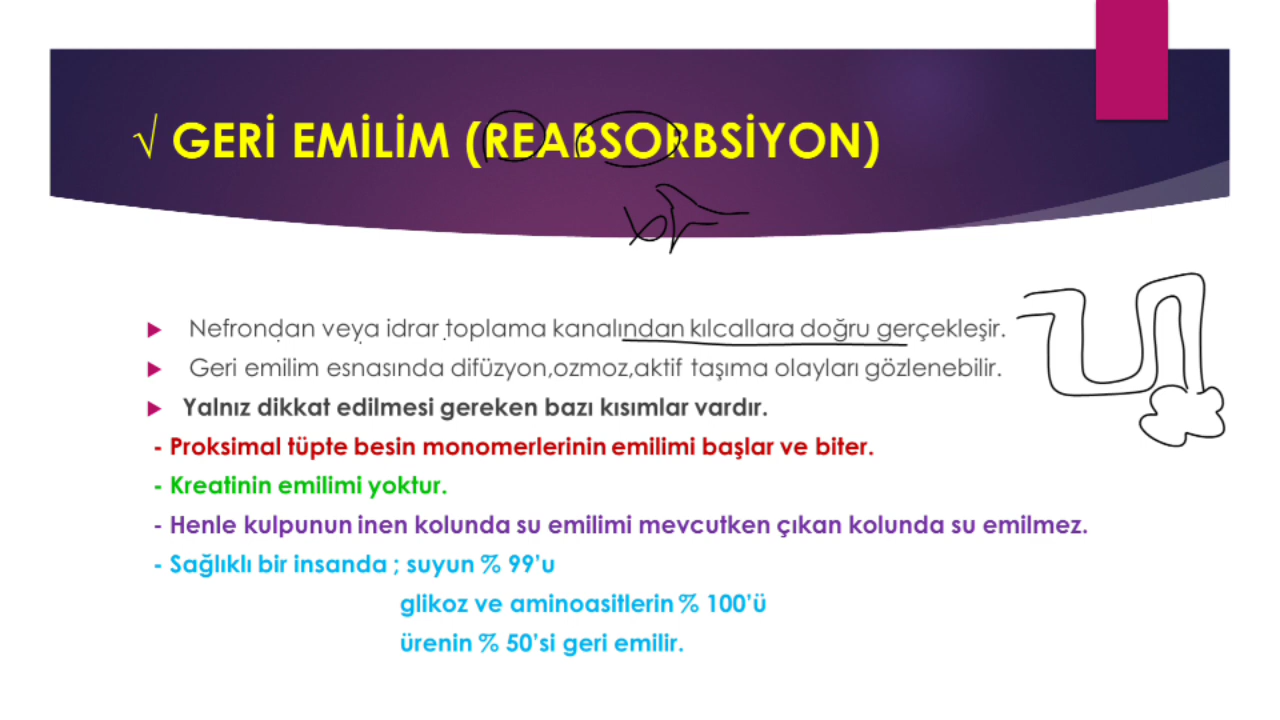 √ GERİ EMİLİM (REABSORBSİYON)
Nefrondan veya idrar toplama kanalından kılcallara doğru gerçekleşir.
Geri emilim esnasında difüzyon,ozmoz,aktif taşıma olayları gözlenebilir.
Yalnız dikkat edilmesi gereken bazı kısımlar vardır.
- Proksimal tüpte besin monomerlerinin emilimi başlar ve biter.
- Kreatinin emilimi yoktur.
- Henle kulpunun inen kolunda su emilimi mevcutken çıkan kolunda su emilmez.
- Sağlıklı bir insanda ; suyun % 99’u
glikoz ve aminoasitlerin % 100’ü
ürenin % 50’si geri emilir.